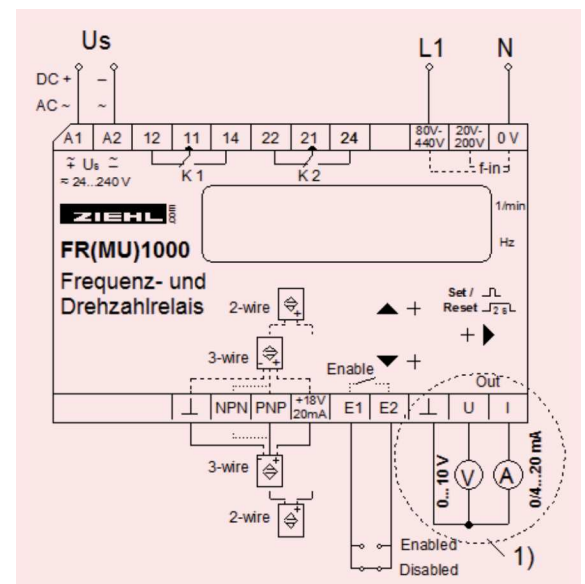 Us
L1 N
DC + –
AC ~ ~
A1 A2 12 11 14 22 21 24 80V-440V 20V-200V 0 V
Us
≈ 24...240 V
K 1 K 2 f-in
ZIEHL.com
1/min
Hz
FR(MU)1000
Frequenz- und
Drehzahlrelais
2-wire
3-wire
▲ +
▼ +
Set /
Reset 2 s
+ ▶
Enable
Out
⊥ NPN PNP +18V 20mA E1 E2 ⊥ U I
3-wire
2-wire
0...10 V
V
A
0/4...20 mA
Enabled
Disabled
1)